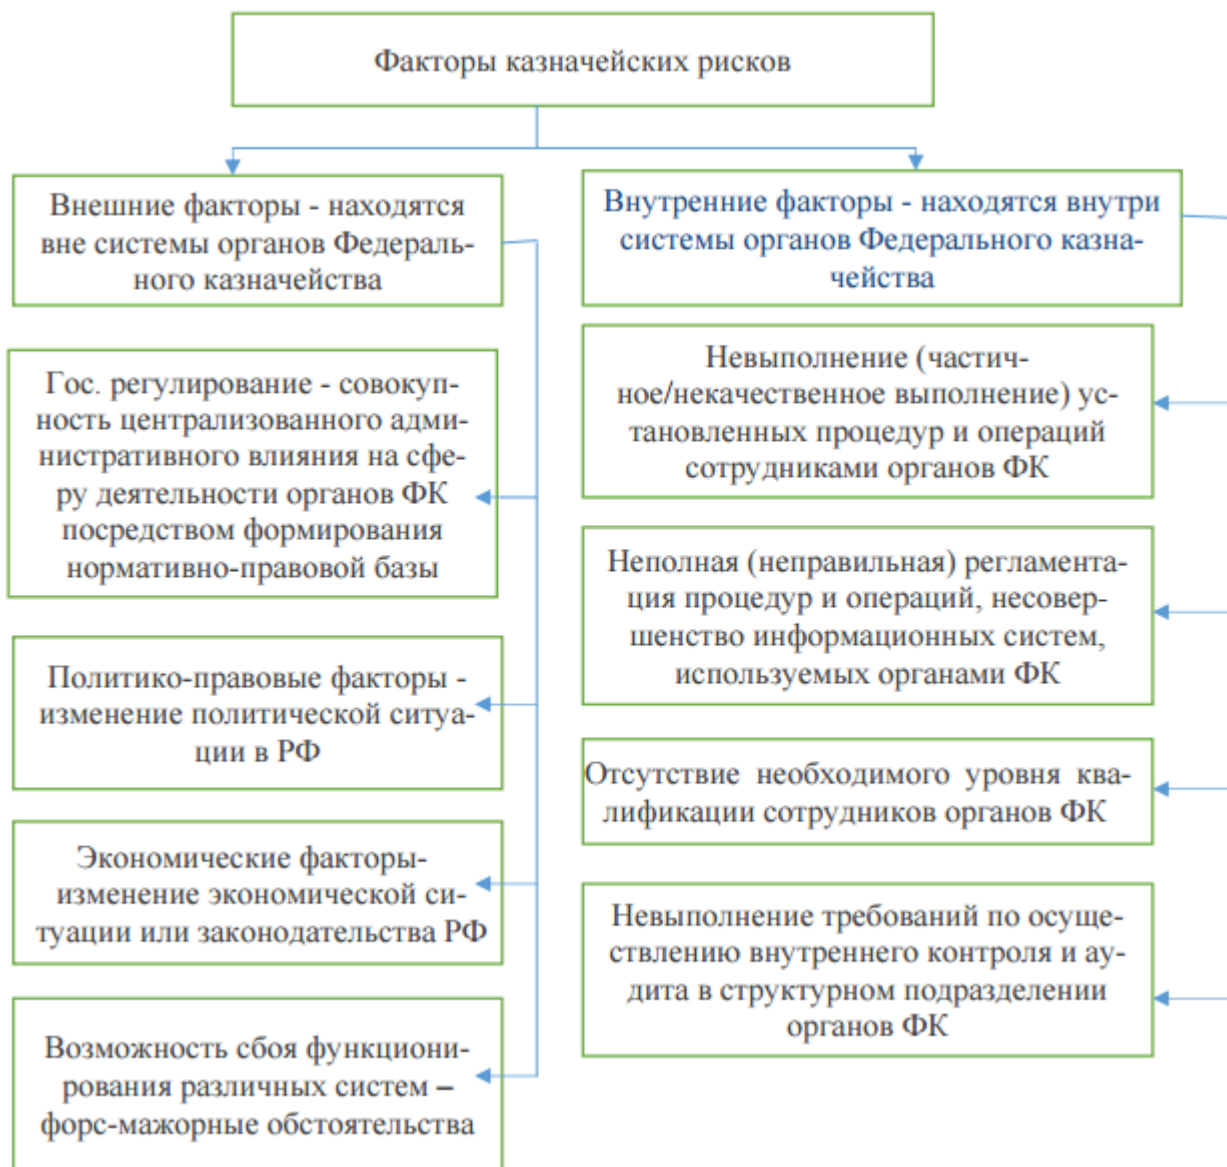 Факторы казначейских рисков
Внешние факторы - находятся
вне системы органов Федераль-
ного казначейства
Гос. регулирование - совокуп-
ность централизованного адми-
нистративного влияния на сфе-
ру деятельности органов ФК
посредством формирования
нормативно-правовой базы
Политико-правовые факторы -
изменение политической ситуа-
ции в РФ
Экономические факторы-
изменение экономической си-
туации или законодательства РФ
Возможность сбоя функциони-
рования различных систем –
форс-мажорные обстоятельства
Внутренние факторы - находятся внутри
системы органов Федерального казна-
чейства
Невыполнение (частич-
ное/некачественное выполнение) ус-
тановленных процедур и операций
сотрудниками органов ФК
Неполная (неправильная) регламента-
ция процедур и операций, несовер-
шенство информационных систем,
используемых органами ФК
Отсутствие необходимого уровня ква-
лификации сотрудников органов ФК
Невыполнение требований по осуще-
ствлению внутреннего контроля и ау-
дита в структурном подразделении
органов ФК